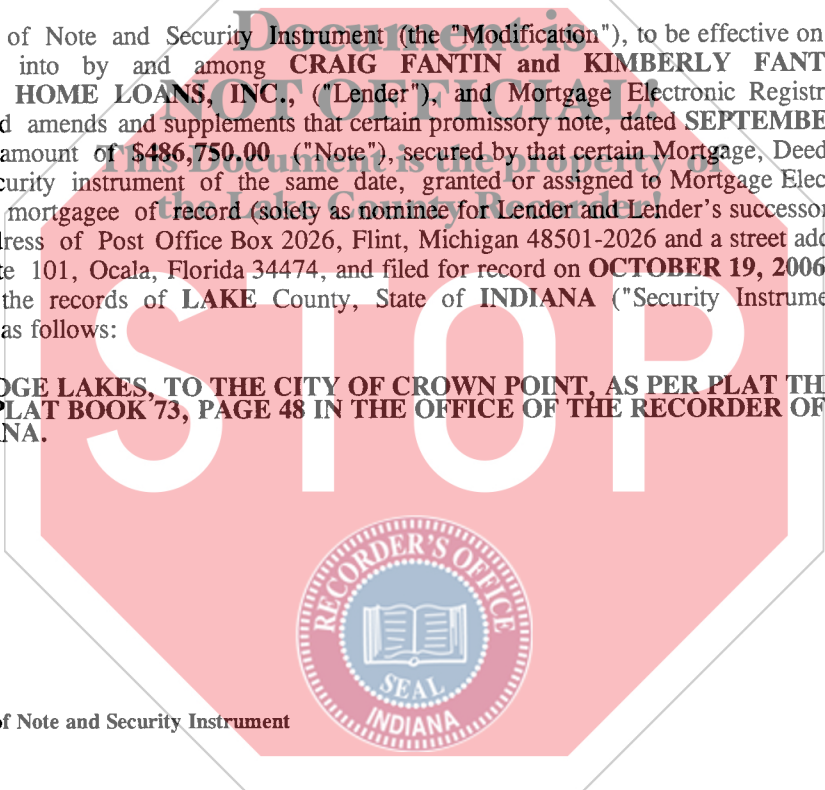 Document is
of Note and Security Instrument (the "Modification"), to be effective on
into by and among CRAIG FANTIN and KIMBERLY FANT
NOT OFFICIAL!
HOME LOANS, INC., ("Lender"), and Mortgage Electronic Registr
d amends and supplements that certain promissory note, dated SEPTEMBE
amount of $486,750.00 ("Note"), secured by that certain Mortgage, Deed
This Document is the property of
curity instrument of the same date, granted or assigned to Mortgage Elec
the Lake County Recorder!
mortgagee of record (solely as nominee for Lender and Lender's successor
dress of Post Office Box 2026, Flint, Michigan 48501-2026 and a street add
te 101, Ocala, Florida 34474, and filed for record on OCTOBER 19, 2006
the records of LAKE County, State of INDIANA ("Security Instrume
as follows:
STOP
DGE LAKES, TO THE CITY OF CROWN POINT, AS PER PLAT TH
PLAT BOOK 73, PAGE 48 IN THE OFFICE OF THE RECORDER OF
NA.
RECORDER'S OFFICE
SEAL
INDIANA
of Note and Security Instrument